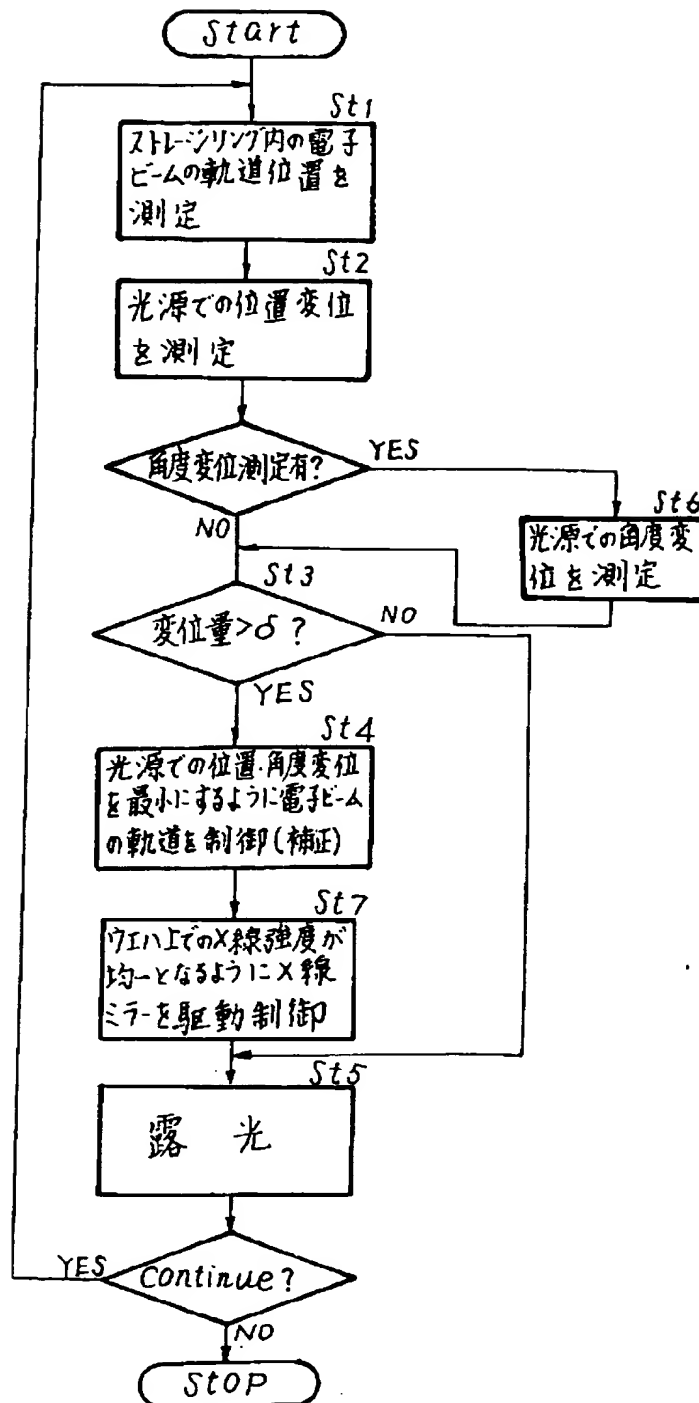 Start
St1
ストレージリング内の電子
ビームの軌道位置を
測定
St2
光源での位置変位
を測定
角度変位測定有?
YES
NO
St6
光源での角度変
位を測定
St3
変位量>δ?
NO
YES
St4
光源での位置・角度変位
を最小にするように電子ビーム
の軌道を制御(補正)
St7
ウエハ上でのX線強度が
均一となるようにX線
ミラーを駆動制御
St5
露光
YES
Continue?
NO
StOP